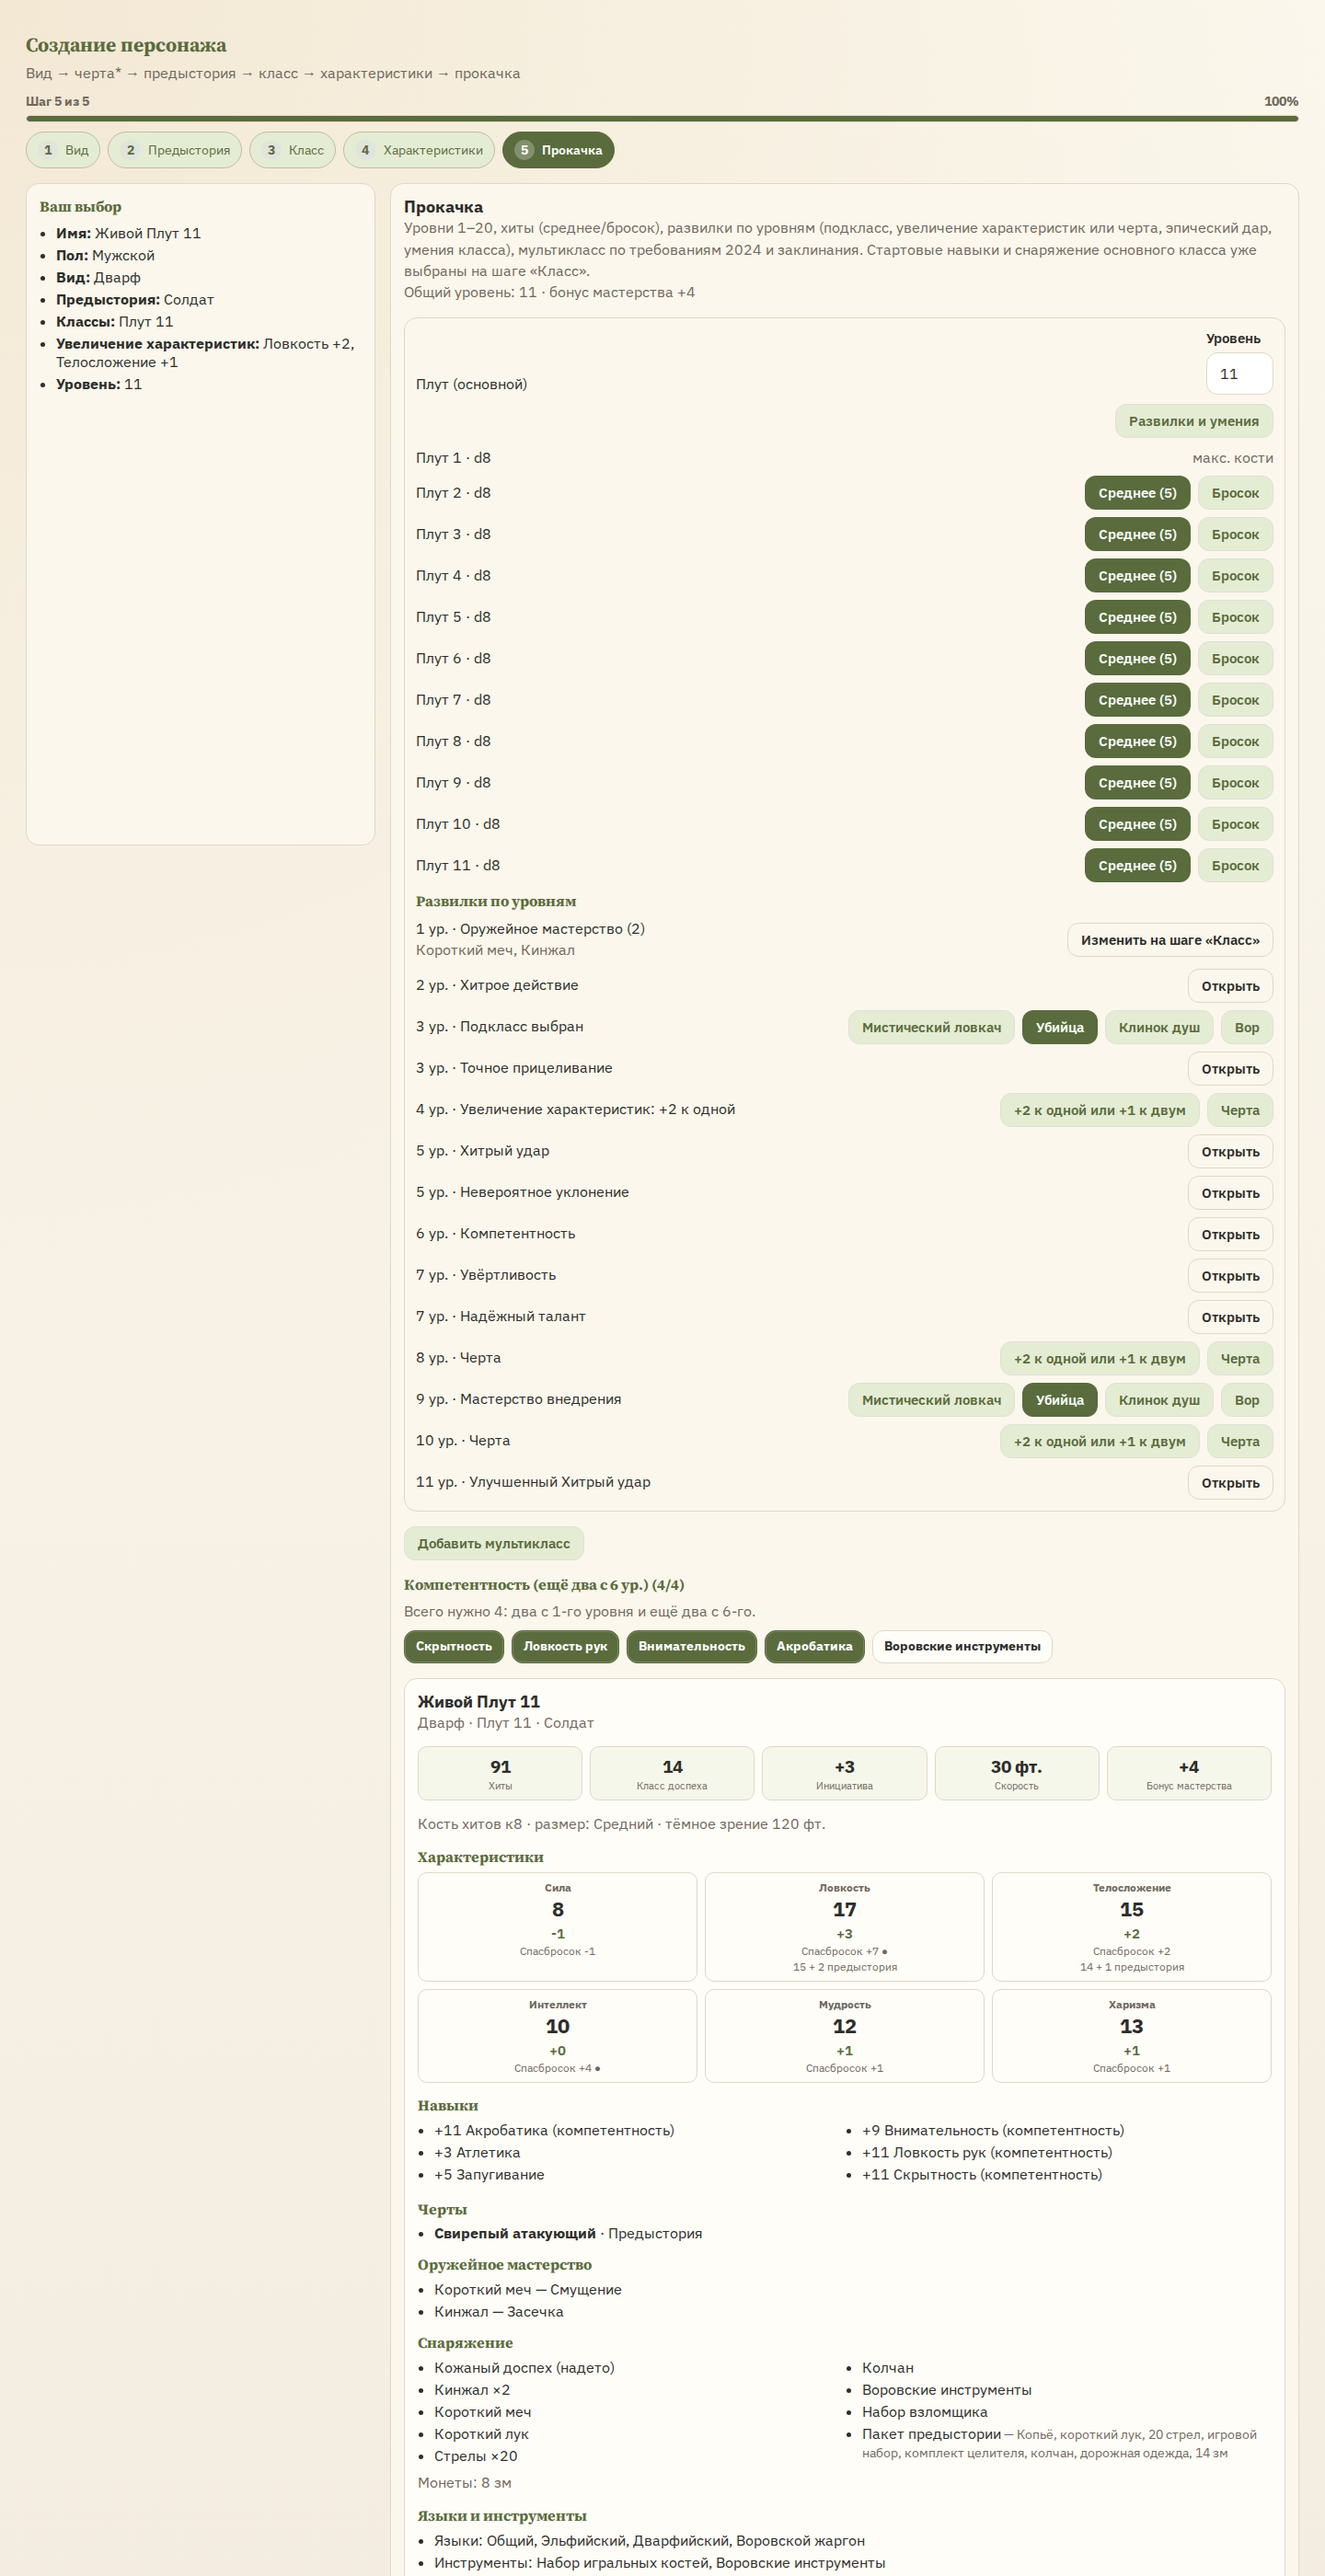 Создание персонажа
Вид → черта* → предыстория → класс → характеристики → прокачка
Шаг 5 из 5
100%
1 Вид
2 Предыстория
3 Класс
4 Характеристики
5 Прокачка
Ваш выбор
Имя: Живой Плут 11
Пол: Мужской
Вид: Дварф
Предыстория: Солдат
Классы: Плут 11
Увеличение характеристик: Ловкость +2,
Телосложение +1
Уровень: 11
Прокачка
Уровни 1–20, хиты (среднее/бросок), развилки по уровням (подкласс, увеличение характеристик или черта, эпический дар,
умения класса), мультикласс по требованиям 2024 и заклинания. Стартовые навыки и снаряжение основного класса уже
выбраны на шаге «Класс».
Общий уровень: 11 · бонус мастерства +4
Уровень
Плут (основной)
11
Развилки и умения
Плут 1 · d8 макс. кости
Плут 2 · d8 Среднее (5) Бросок
Плут 3 · d8 Среднее (5) Бросок
Плут 4 · d8 Среднее (5) Бросок
Плут 5 · d8 Среднее (5) Бросок
Плут 6 · d8 Среднее (5) Бросок
Плут 7 · d8 Среднее (5) Бросок
Плут 8 · d8 Среднее (5) Бросок
Плут 9 · d8 Среднее (5) Бросок
Плут 10 · d8 Среднее (5) Бросок
Плут 11 · d8 Среднее (5) Бросок
Развилки по уровням
1 ур. · Оружейное мастерство (2)
Короткий меч, Кинжал
Изменить на шаге «Класс»
2 ур. · Хитрое действие Открыть
3 ур. · Подкласс выбран Мистический ловкач Убийца Клинок душ Вор
3 ур. · Точное прицеливание Открыть
4 ур. · Увеличение характеристик: +2 к одной +2 к одной или +1 к двум Черта
5 ур. · Хитрый удар Открыть
5 ур. · Невероятное уклонение Открыть
6 ур. · Компетентность Открыть
7 ур. · Увёртливость Открыть
7 ур. · Надёжный талант Открыть
8 ур. · Черта +2 к одной или +1 к двум Черта
9 ур. · Мастерство внедрения Мистический ловкач Убийца Клинок душ Вор
10 ур. · Черта +2 к одной или +1 к двум Черта
11 ур. · Улучшенный Хитрый удар Открыть
Добавить мультикласс
Компетентность (ещё два с 6 ур.) (4/4)
Всего нужно 4: два с 1-го уровня и ещё два с 6-го.
Скрытность Ловкость рук Внимательность Акробатика Воровские инструменты
Живой Плут 11
Дварф · Плут 11 · Солдат
91 14 +3 30 фт. +4
Хиты Класс доспеха Инициатива Скорость Бонус мастерства
Кость хитов к8 · размер: Средний · тёмное зрение 120 фт.
Характеристики
Сила
8
-1
Спасбросок -1
Ловкость
17
+3
Спасбросок +7 ●
15 + 2 предыстория
Телосложение
15
+2
Спасбросок +2
14 + 1 предыстория
Интеллект
10
+0
Спасбросок +4 ●
Мудрость
12
+1
Спасбросок +1
Харизма
13
+1
Спасбросок +1
Навыки
+11 Акробатика (компетентность)
+3 Атлетика
+5 Запугивание
+9 Внимательность (компетентность)
+11 Ловкость рук (компетентность)
+11 Скрытность (компетентность)
Черты
Свирепый атакующий · Предыстория
Оружейное мастерство
Короткий меч — Смущение
Кинжал — Засечка
Снаряжение
Кожаный доспех (надето)
Кинжал ×2
Короткий меч
Короткий лук
Стрелы ×20
Колчан
Воровские инструменты
Набор взломщика
Пакет предыстории — Копьё, короткий лук, 20 стрел, игровой
набор, комплект целителя, колчан, дорожная одежда, 14 зм
Монеты: 8 зм
Языки и инструменты
Языки: Общий, Эльфийский, Дварфийский, Воровской жаргон
Инструменты: Набор игральных костей, Воровские инструменты